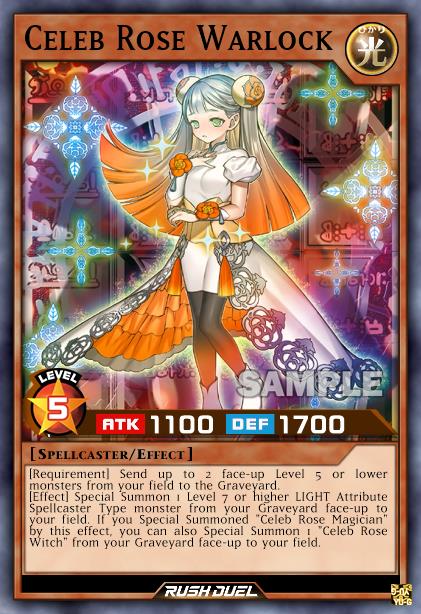 Celeb Rose Warlock
ひかり
光
SAMPLE
LEVEL
5
ATK 1100 DEF 1700
[Spellcaster/Effect]
[Requirement] Send up to 2 face-up Level 5 or lower
monsters from your field to the Graveyard.
[Effect] Special Summon 1 Level 7 or higher LIGHT Attribute
Spellcaster Type monster from your Graveyard face-up to
your field. If you Special Summoned "Celeb Rose Magician"
by this effect, you can also Special Summon 1 "Celeb Rose
Witch" from your Graveyard face-up to your field.
RUSH DUEL